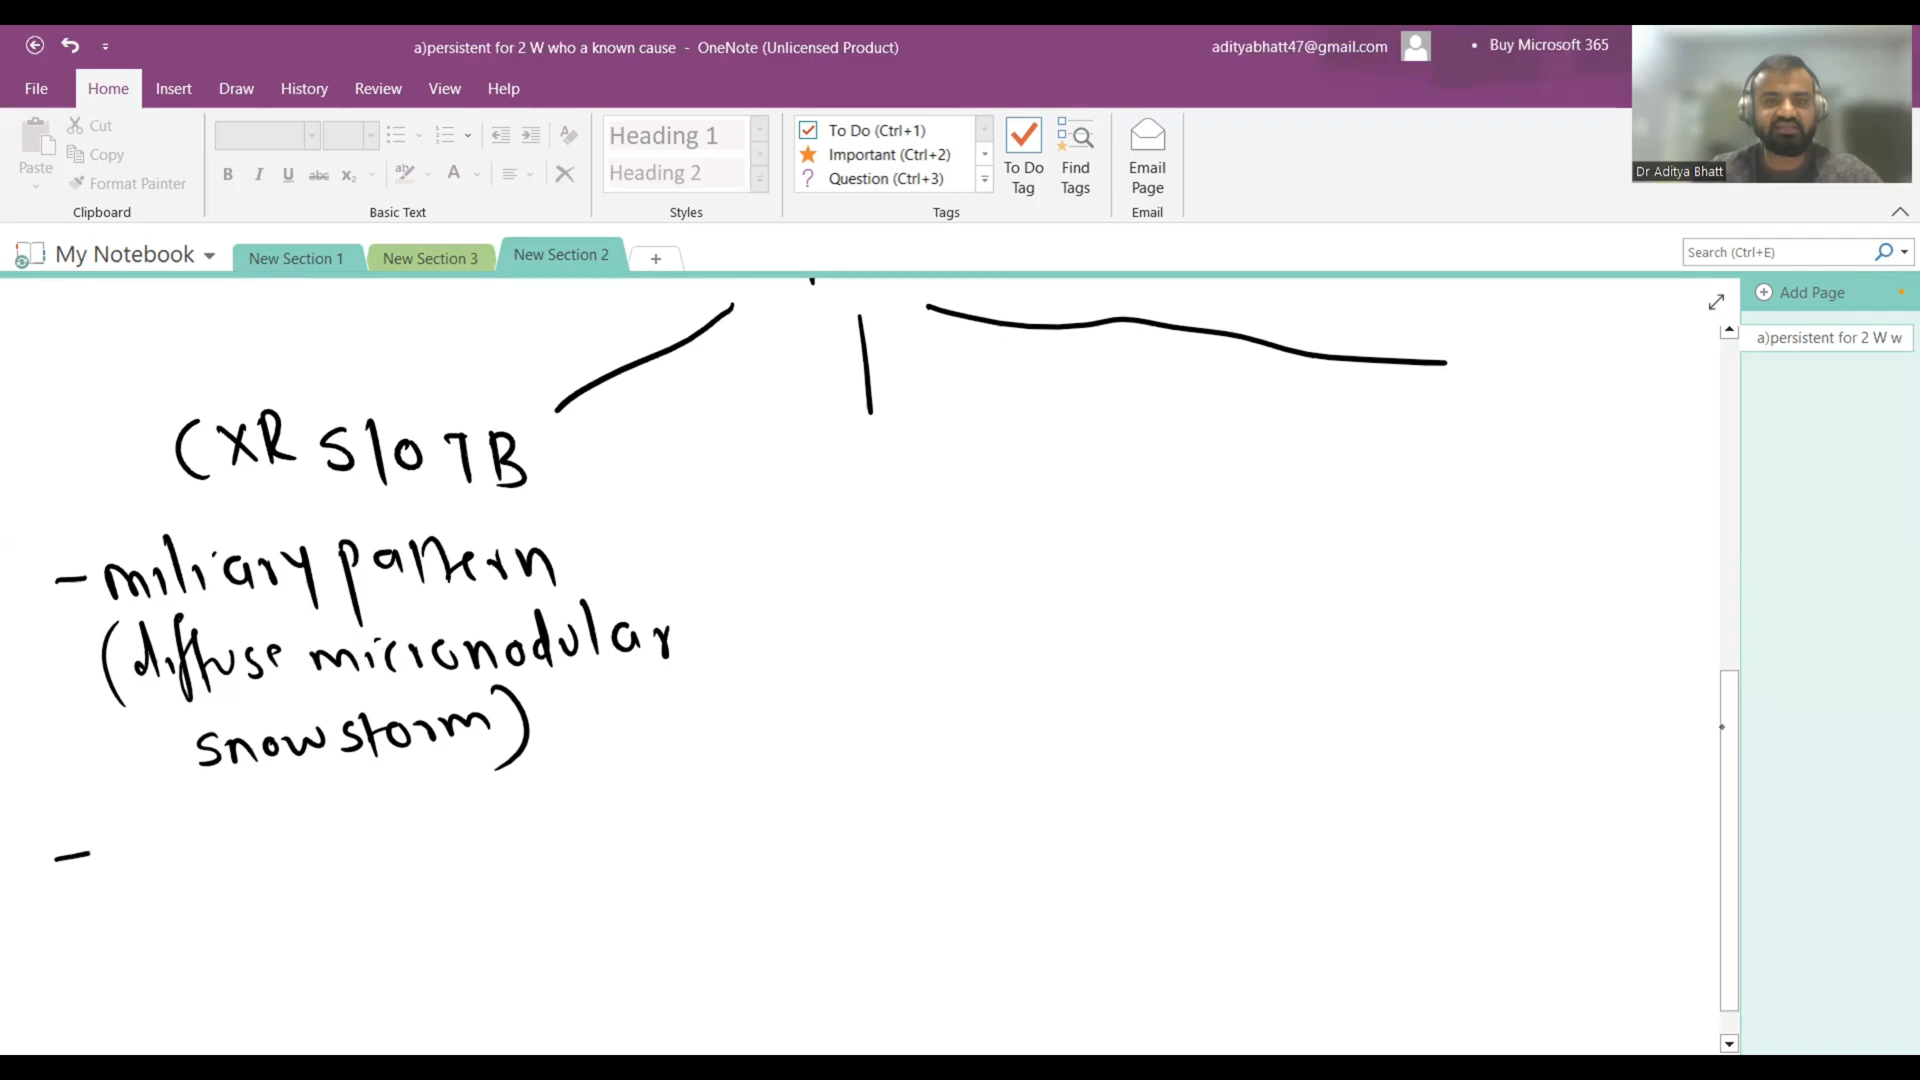 a)persistent for 2 W who a known cause - OneNote (Unlicensed Product)
adityabhatt47@gmail.com
Buy Microsoft 365
File Home Insert Draw History Review View Help
Paste
Cut
Copy
Format Painter
Clipboard
B I U abc x₂ aby A
Basic Text
Heading 1
Heading 2
Styles
To Do (Ctrl+1)
Important (Ctrl+2)
Question (Ctrl+3)
To Do
Tag
Find
Tags
Tags
Email
Page
Email
Dr Aditya Bhatt
My Notebook
New Section 1
New Section 3
New Section 2
Search (Ctrl+E)
Add Page
a)persistent for 2 W w
CXR S/O TB
- miliary pattern
(diffuse micronodular
snowstorm)
-